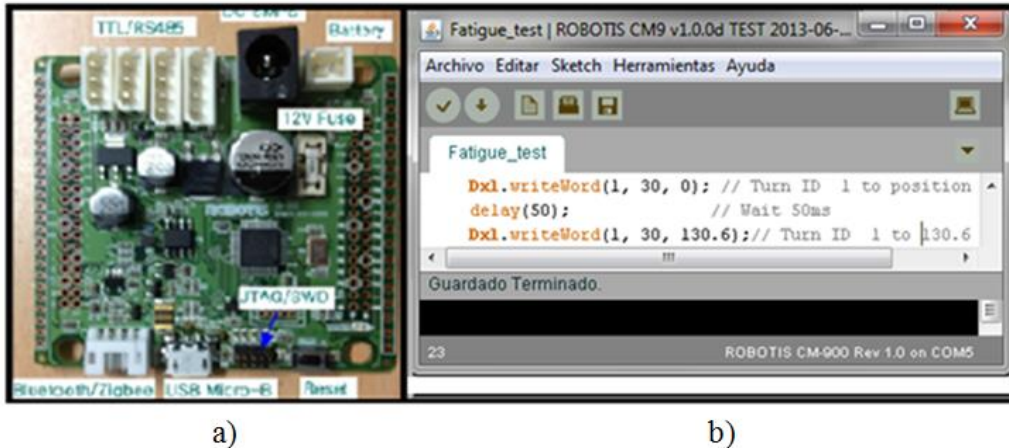 TTL/RS485
Battery
12V Fuse
ROBOTIS
JTAG/SWD
Bluetooth/Zigbee USB Micro-B Reset
a)
Fatigue_test | ROBOTIS CM9 v1.0.0d TEST 2013-06-...
Archivo Editar Sketch Herramientas Ayuda
Fatigue_test
Dxl.writeWord(1, 30, 0); // Turn ID 1 to position
delay(50); // Wait 50ms
Dxl.writeWord(1, 30, 130.6);// Turn ID 1 to 130.6
Guardado Terminado.
23 ROBOTIS CM-900 Rev 1.0 on COM5
b)